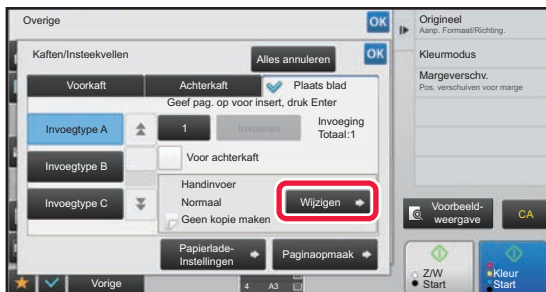 Overige
OK
Kaften/Insteekvellen
Alles annuleren
OK
Voorkaft
Achterkaft
Plaats blad
Geef pag. op voor insert, druk Enter
Invoegtype A
1
Invoeren
Invoeging
Totaal:1
Invoegtype B
Voor achterkaft
Invoegtype C
Handinvoer
Normaal
Geen kopie maken
Wijzigen
Papierlade-
Instellingen
Paginaopmaak
Vorige
4 A3
Origineel
Aanp. Formaat/Richting.
Kleurmodus
Margeverschv.
Pos. verschuiven voor marge
Voorbeeld-
weergave
CA
Z/W
Start
Kleur
Start